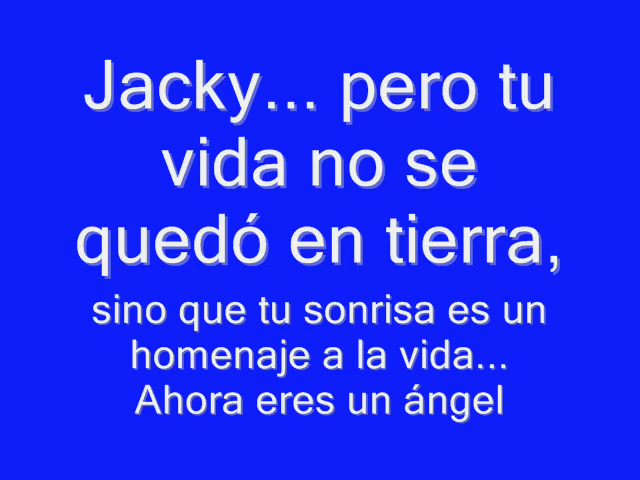 Jacky... pero tu
vida no se
quedó en tierra,
sino que tu sonrisa es un
homenaje a la vida...
Ahora eres un ángel